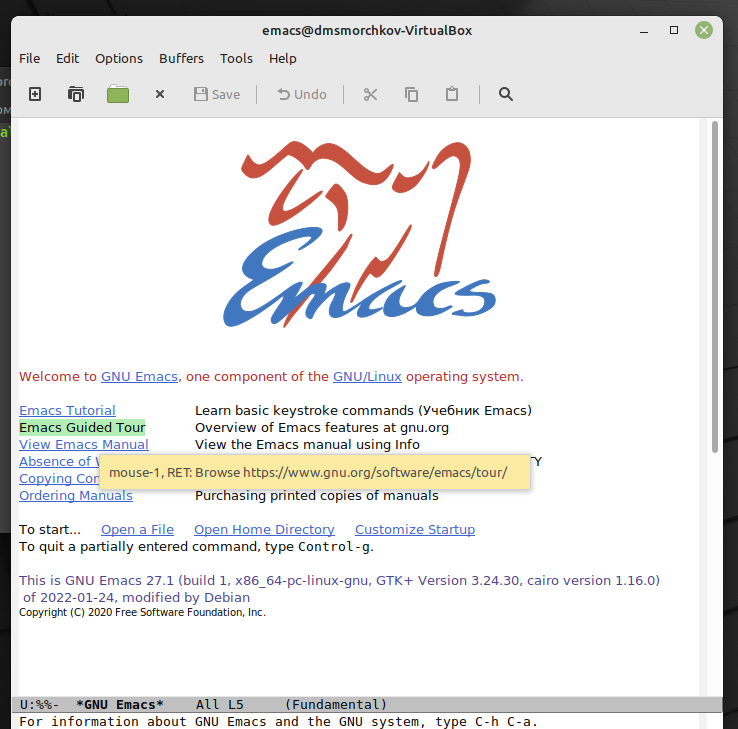 emacs@dmsmorchkov-VirtualBox
File Edit Options Buffers Tools Help
Save Undo
Emacs
Welcome to GNU Emacs, one component of the GNU/Linux operating system.
Emacs Tutorial Learn basic keystroke commands (Учебник Emacs)
Emacs Guided Tour Overview of Emacs features at gnu.org
View Emacs Manual View the Emacs manual using Info
Absence of
mouse-1, RET: Browse https://www.gnu.org/software/emacs/tour/
Ordering Manuals Purchasing printed copies of manuals
To start... Open a File Open Home Directory Customize Startup
To quit a partially entered command, type Control-g.
This is GNU Emacs 27.1 (build 1, x86_64-pc-linux-gnu, GTK+ Version 3.24.30, cairo version 1.16.0)
of 2022-01-24, modified by Debian
Copyright (C) 2020 Free Software Foundation, Inc.
U:%%- *GNU Emacs* All L5 (Fundamental)
For information about GNU Emacs and the GNU system, type C-h C-a.